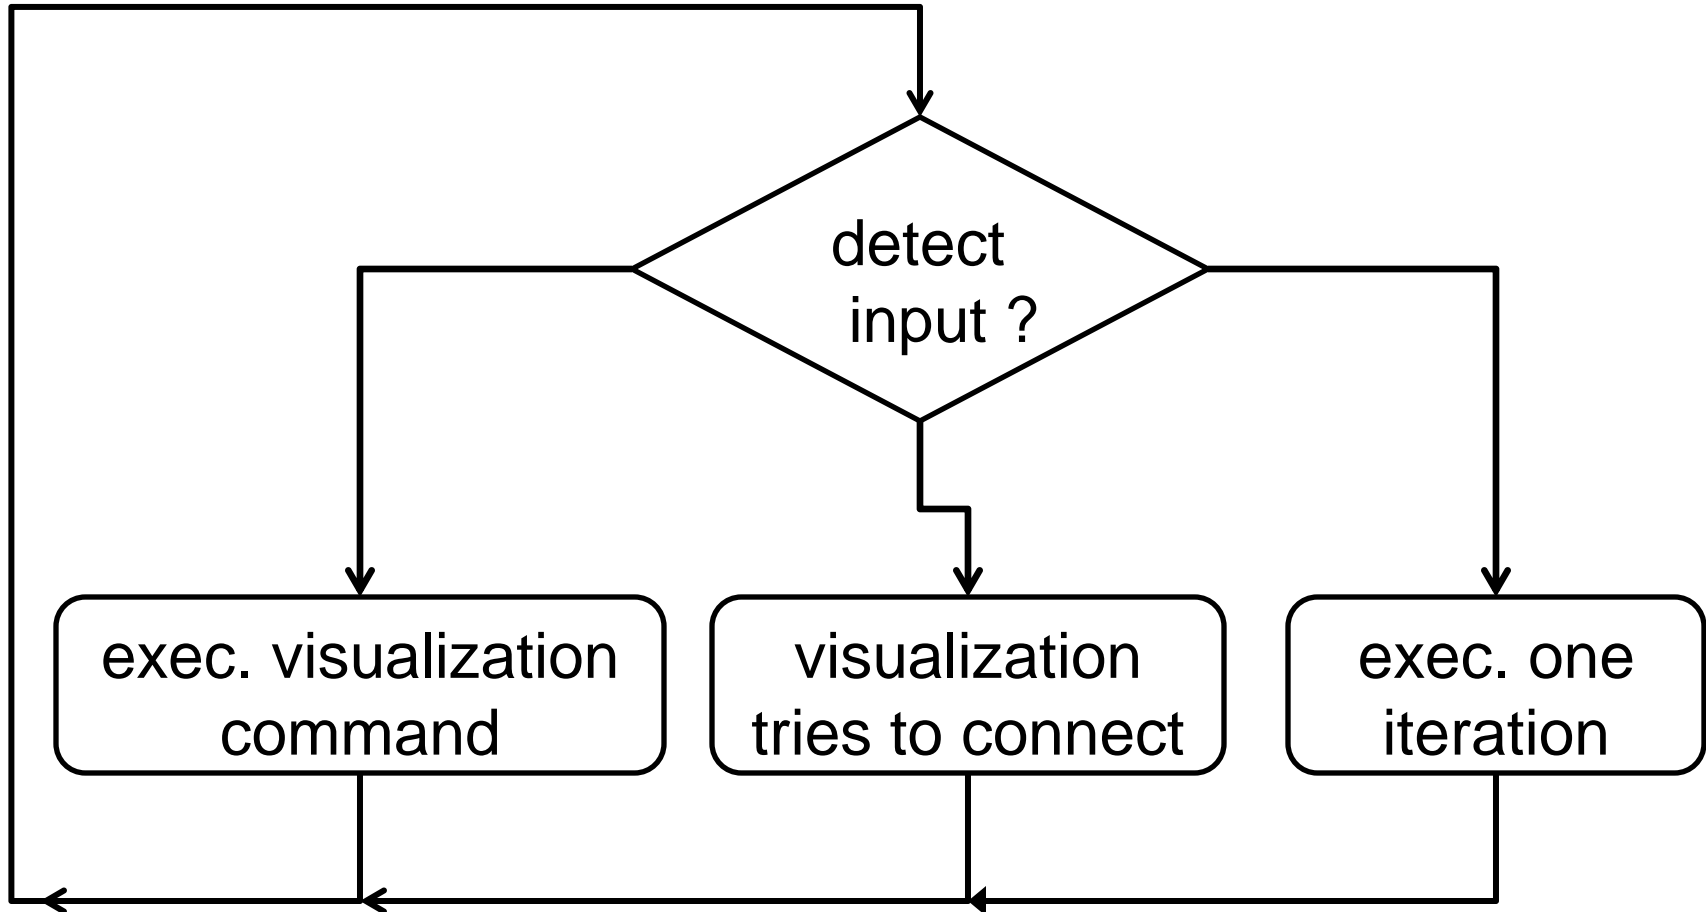 detect
input ?
exec. visualization
command
visualization
tries to connect
exec. one
iteration